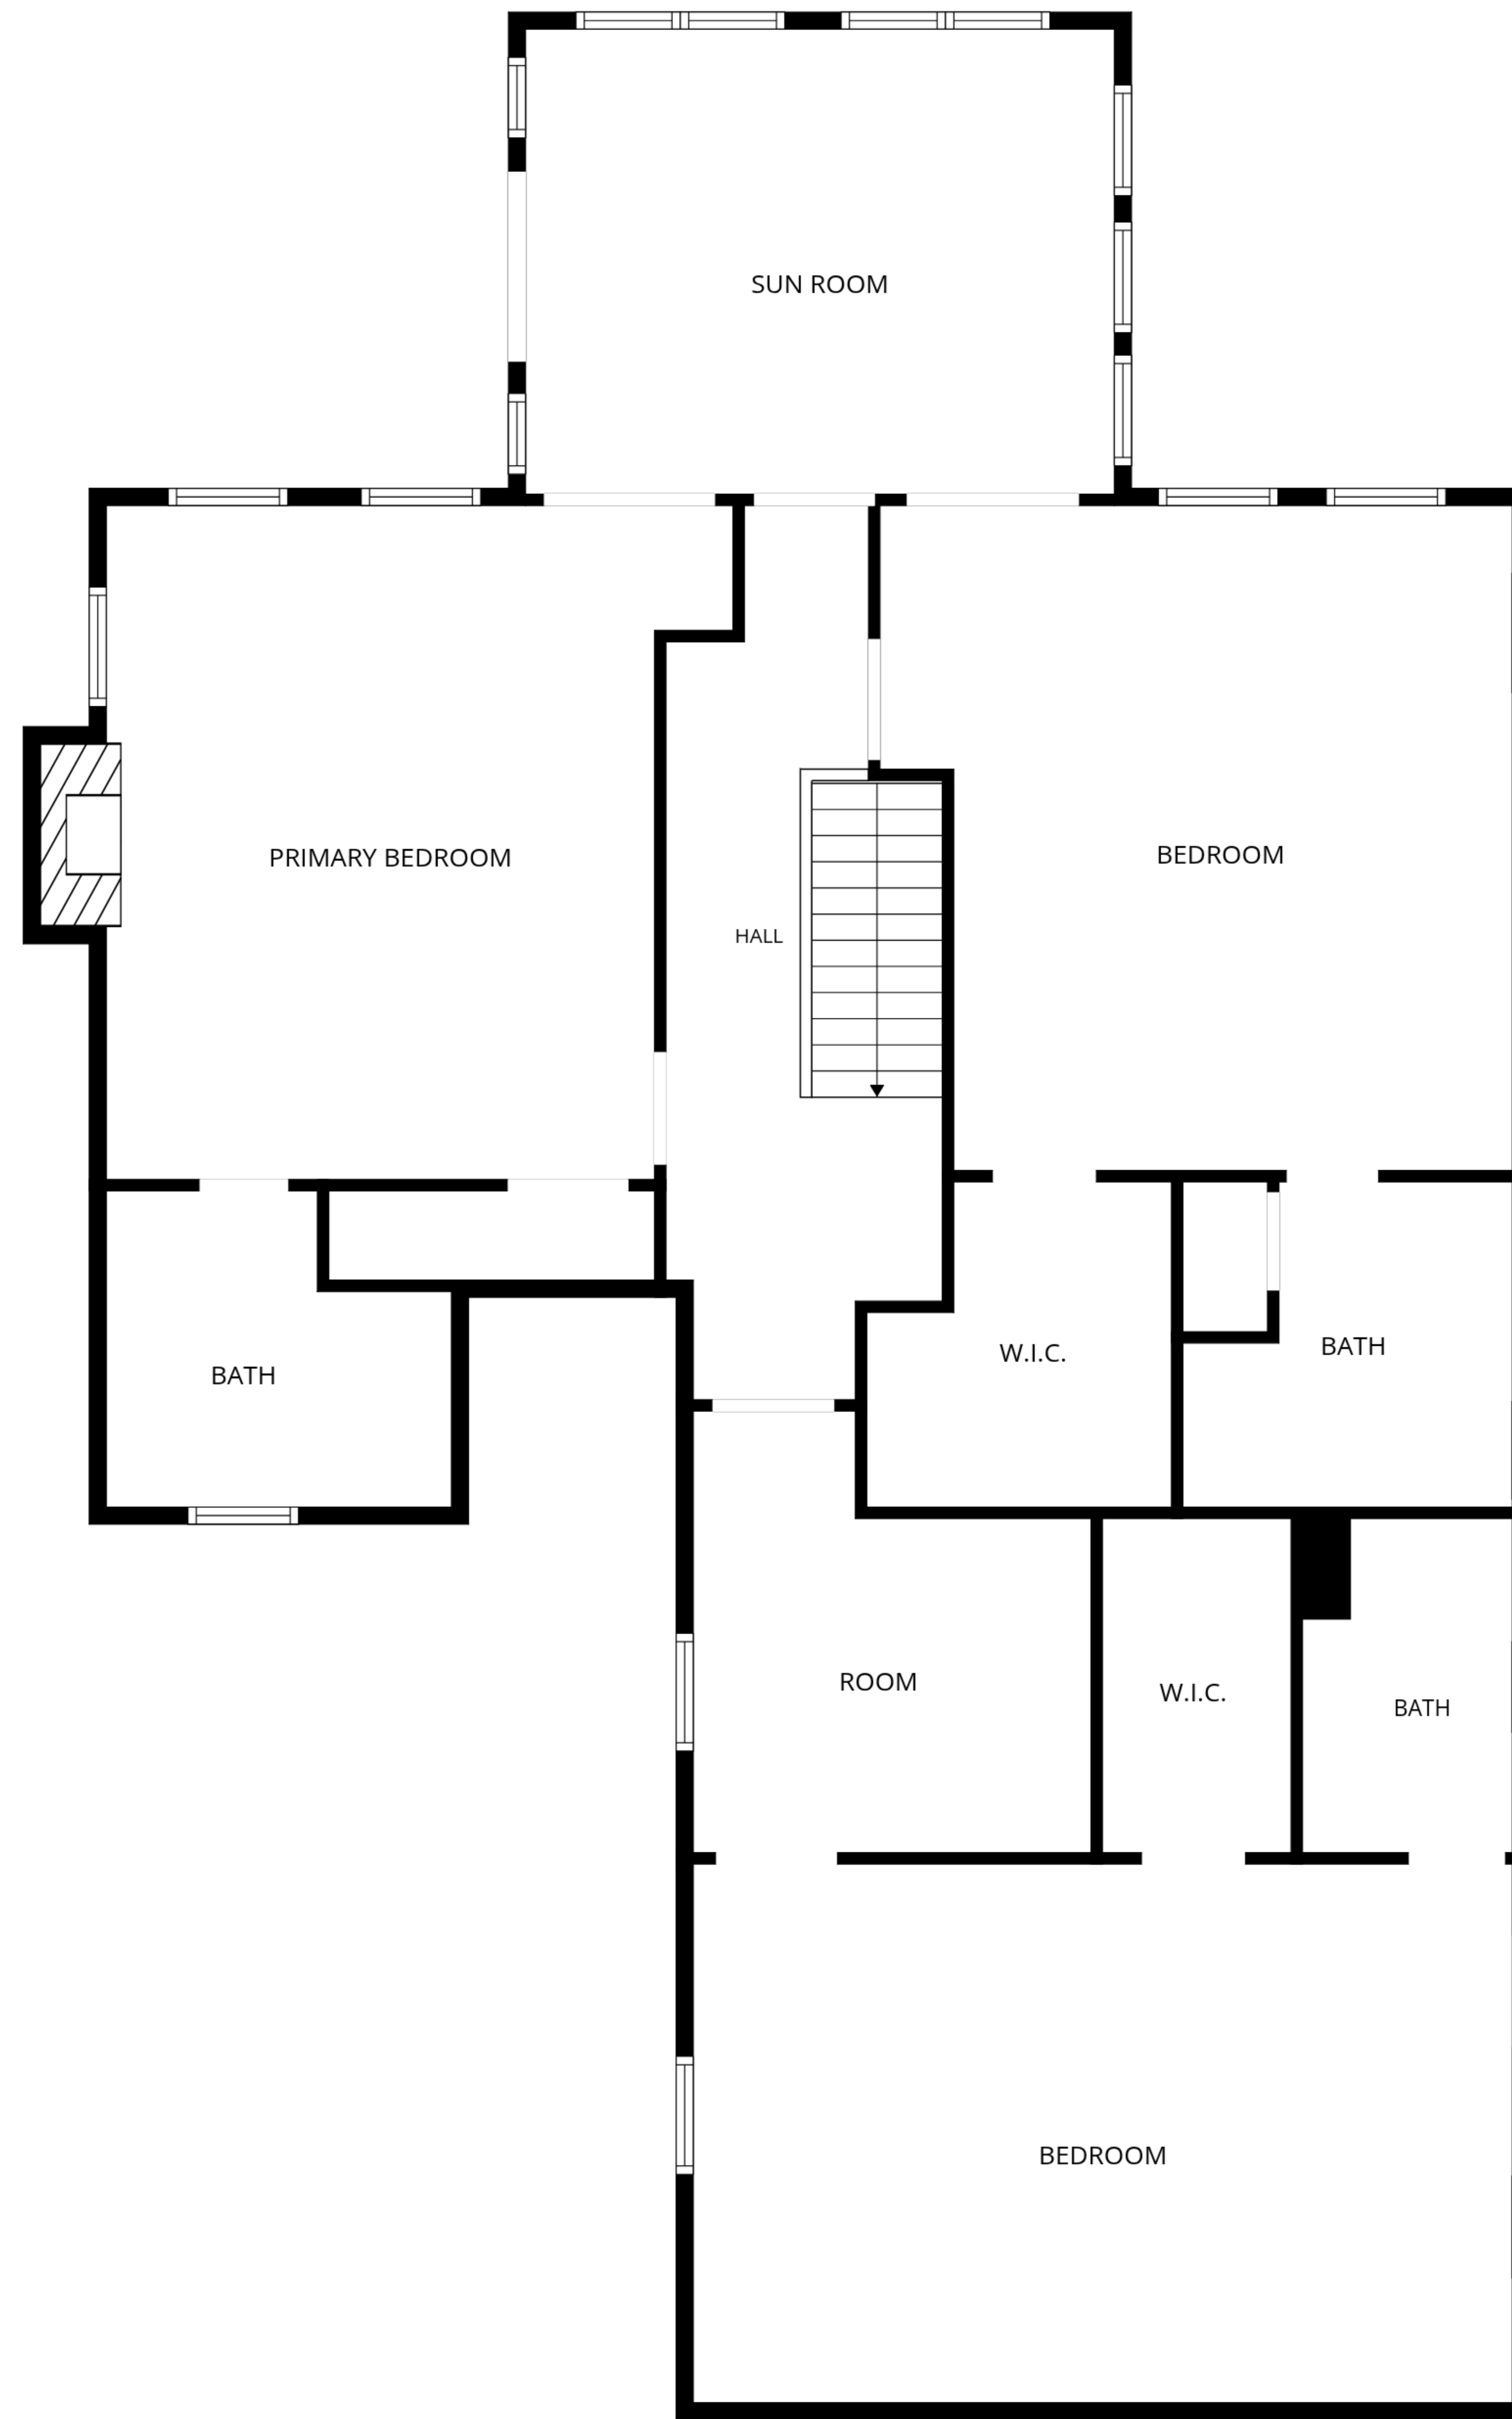 SUN ROOM
PRIMARY BEDROOM
BEDROOM
HALL
BATH
W.I.C.
BATH
ROOM
W.I.C.
BATH
BEDROOM